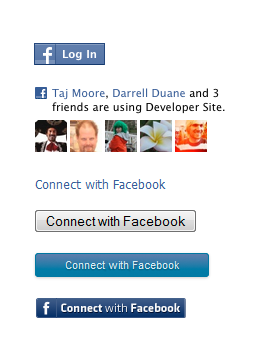 Log In
Taj Moore, Darrell Duane and 3
friends are using Developer Site.
Connect with Facebook
Connect with Facebook
Connect with Facebook
Connect with Facebook